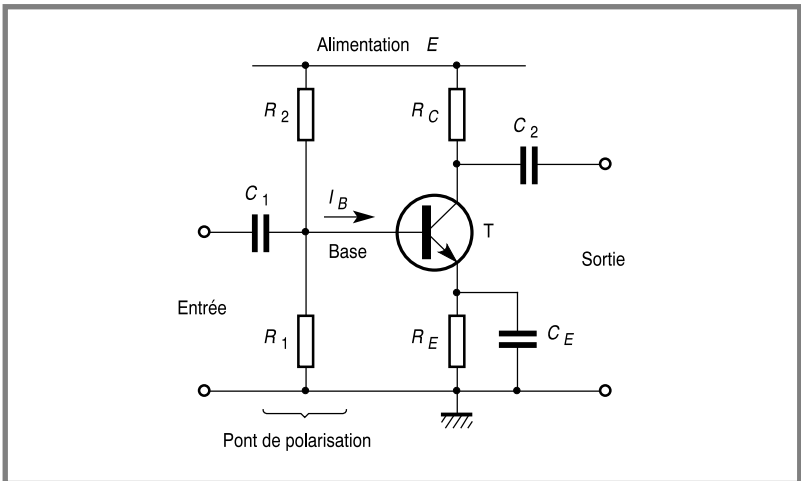 Alimentation E
R 2
R C
C 2
C 1
I B
T
Base
Sortie
Entrée
R 1
R E
C E
Pont de polarisation